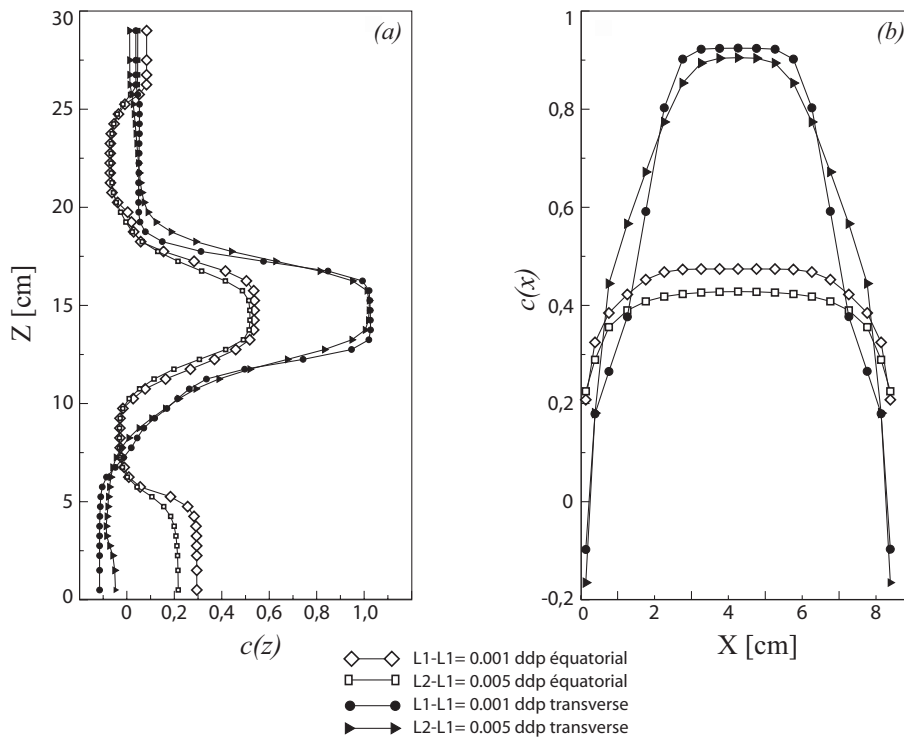 (a)
30
25
20
15
10
5
0
Z [cm]
0 0,2 0,4 0,6 0,8 1,0
c(z)
(b)
1
0,8
0,6
0,4
0,2
0
-0,2
c(x)
0 2 4 6 8
X [cm]
L1-L1= 0.001 ddp équatorial
L2-L1= 0.005 ddp équatorial
L1-L1= 0.001 ddp transverse
L2-L1= 0.005 ddp transverse